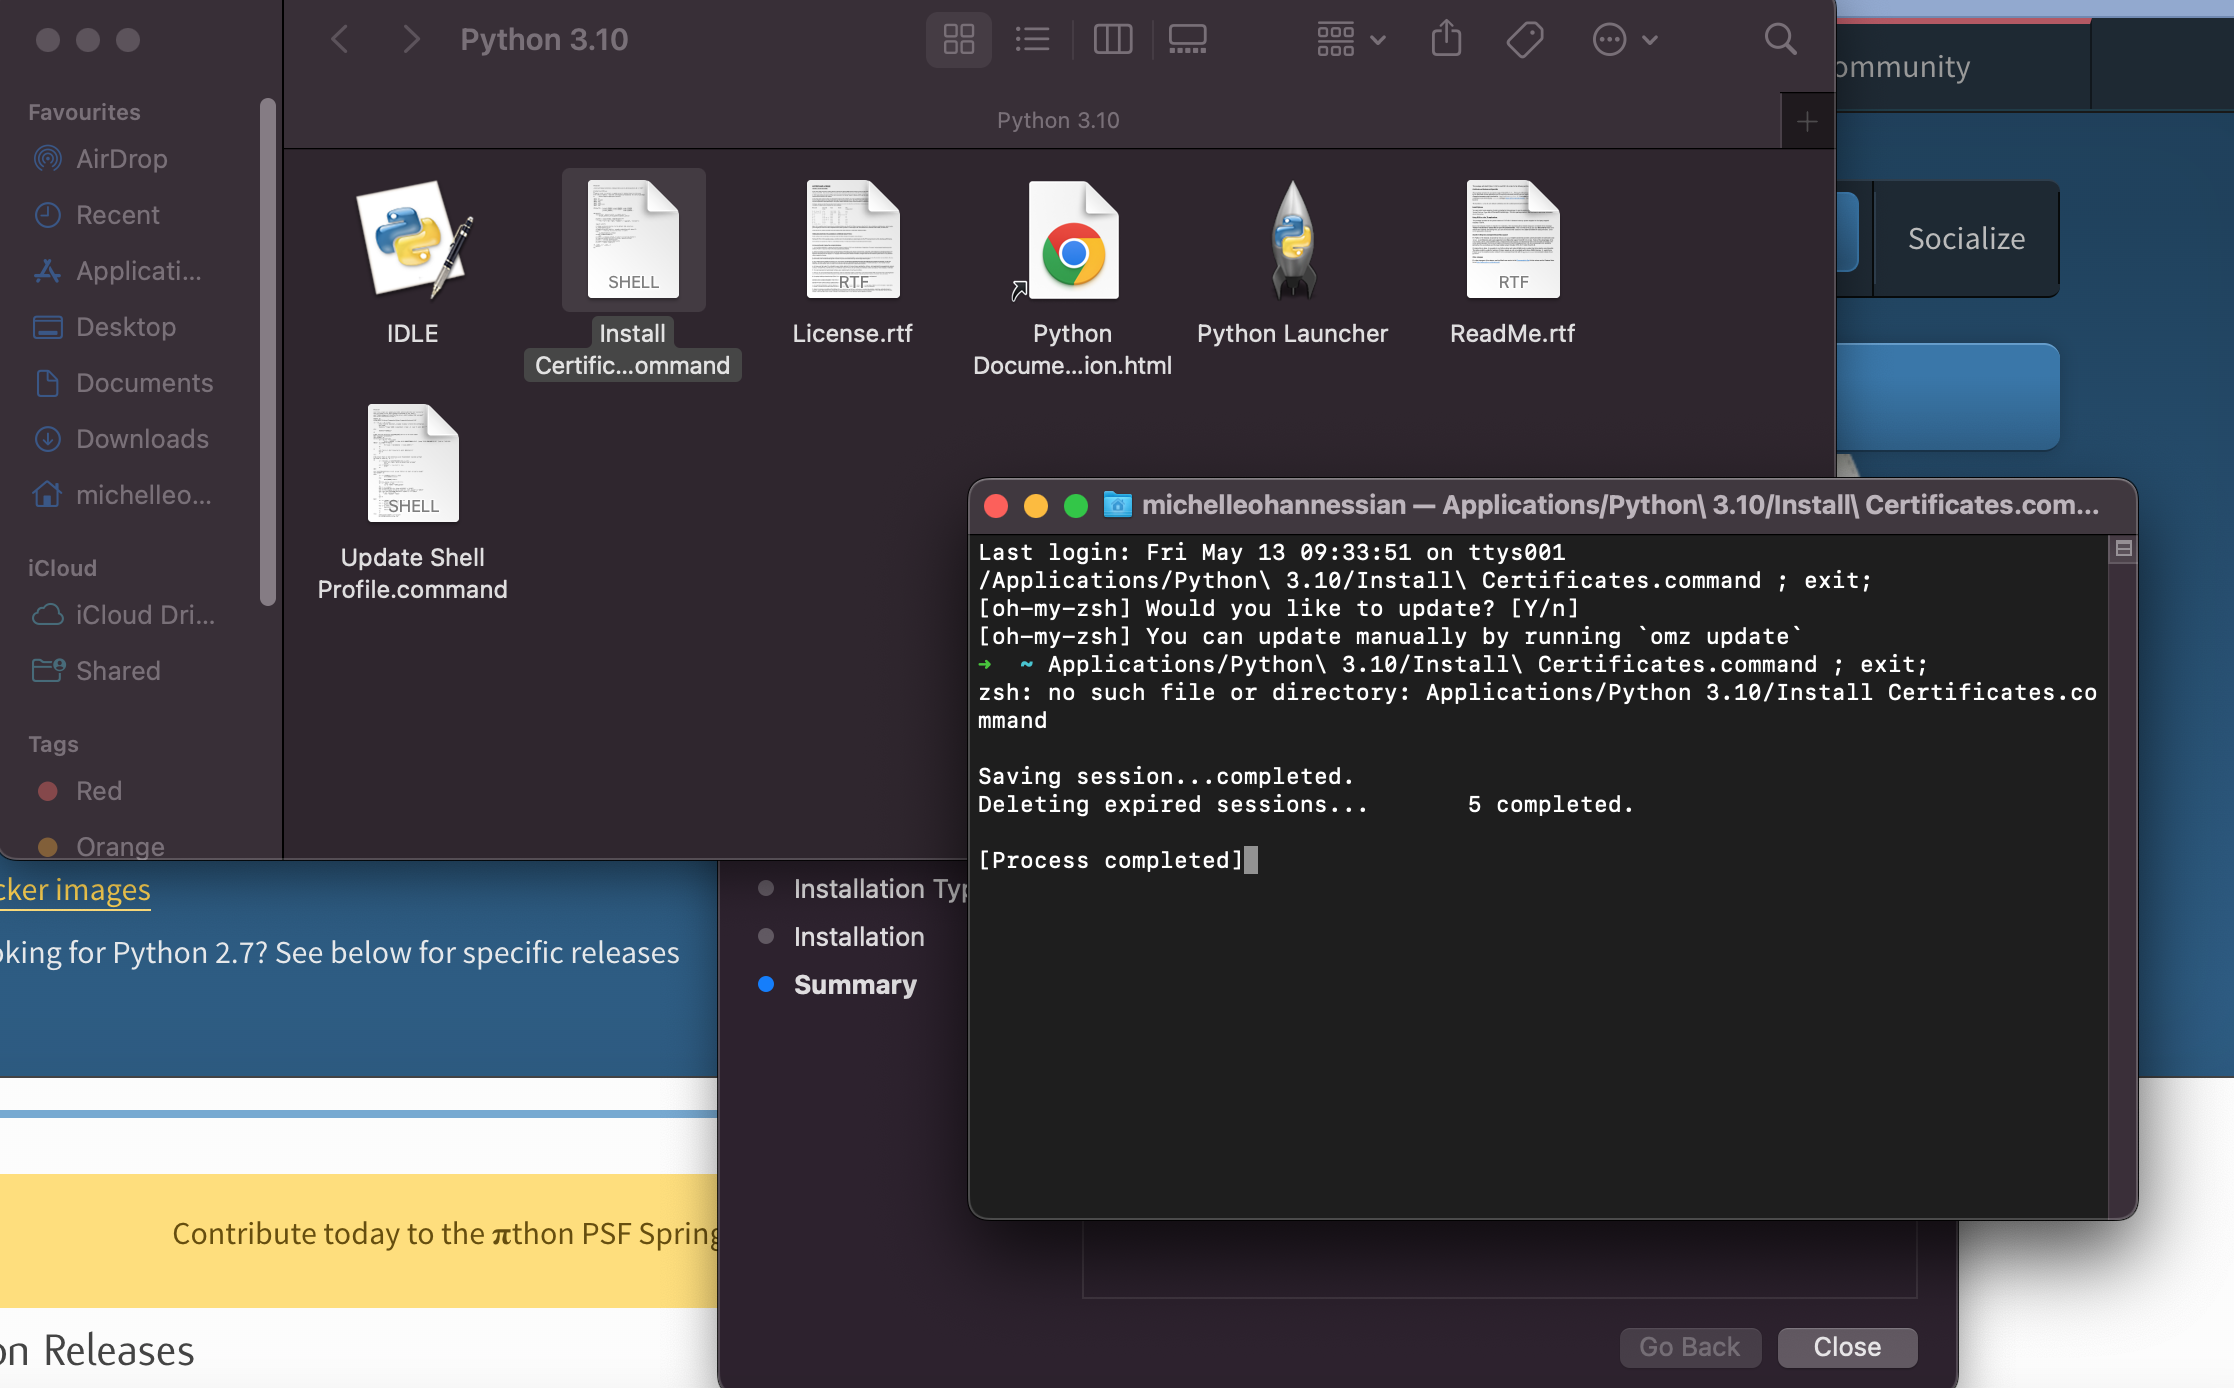 Python 3.10
Python 3.10
Favourites
AirDrop
Recent
Applicati...
Desktop
Documents
Downloads
michelleo...
iCloud
iCloud Dri...
Shared
Tags
Red
Orange
IDLE
SHELL
Install
Certific...ommand
RTF
License.rtf
Python
Docume...ion.html
Python Launcher
RTF
ReadMe.rtf
SHELL
Update Shell
Profile.command
ommunity
Socialize
michelleohannessian — Applications/Python\ 3.10/Install\ Certificates.com...
Last login: Fri May 13 09:33:51 on ttys001
/Applications/Python\ 3.10/Install\ Certificates.command ; exit;
[oh-my-zsh] Would you like to update? [Y/n]
[oh-my-zsh] You can update manually by running `omz update`
➜  ~ Applications/Python\ 3.10/Install\ Certificates.command ; exit;
zsh: no such file or directory: Applications/Python 3.10/Install Certificates.co
mmand
Saving session...completed.
Deleting expired sessions...       5 completed.
[Process completed]
cker images
oking for Python 2.7? See below for specific releases
Installation Typ
Installation
Summary
Contribute today to the πthon PSF Spring
on Releases
Go Back
Close